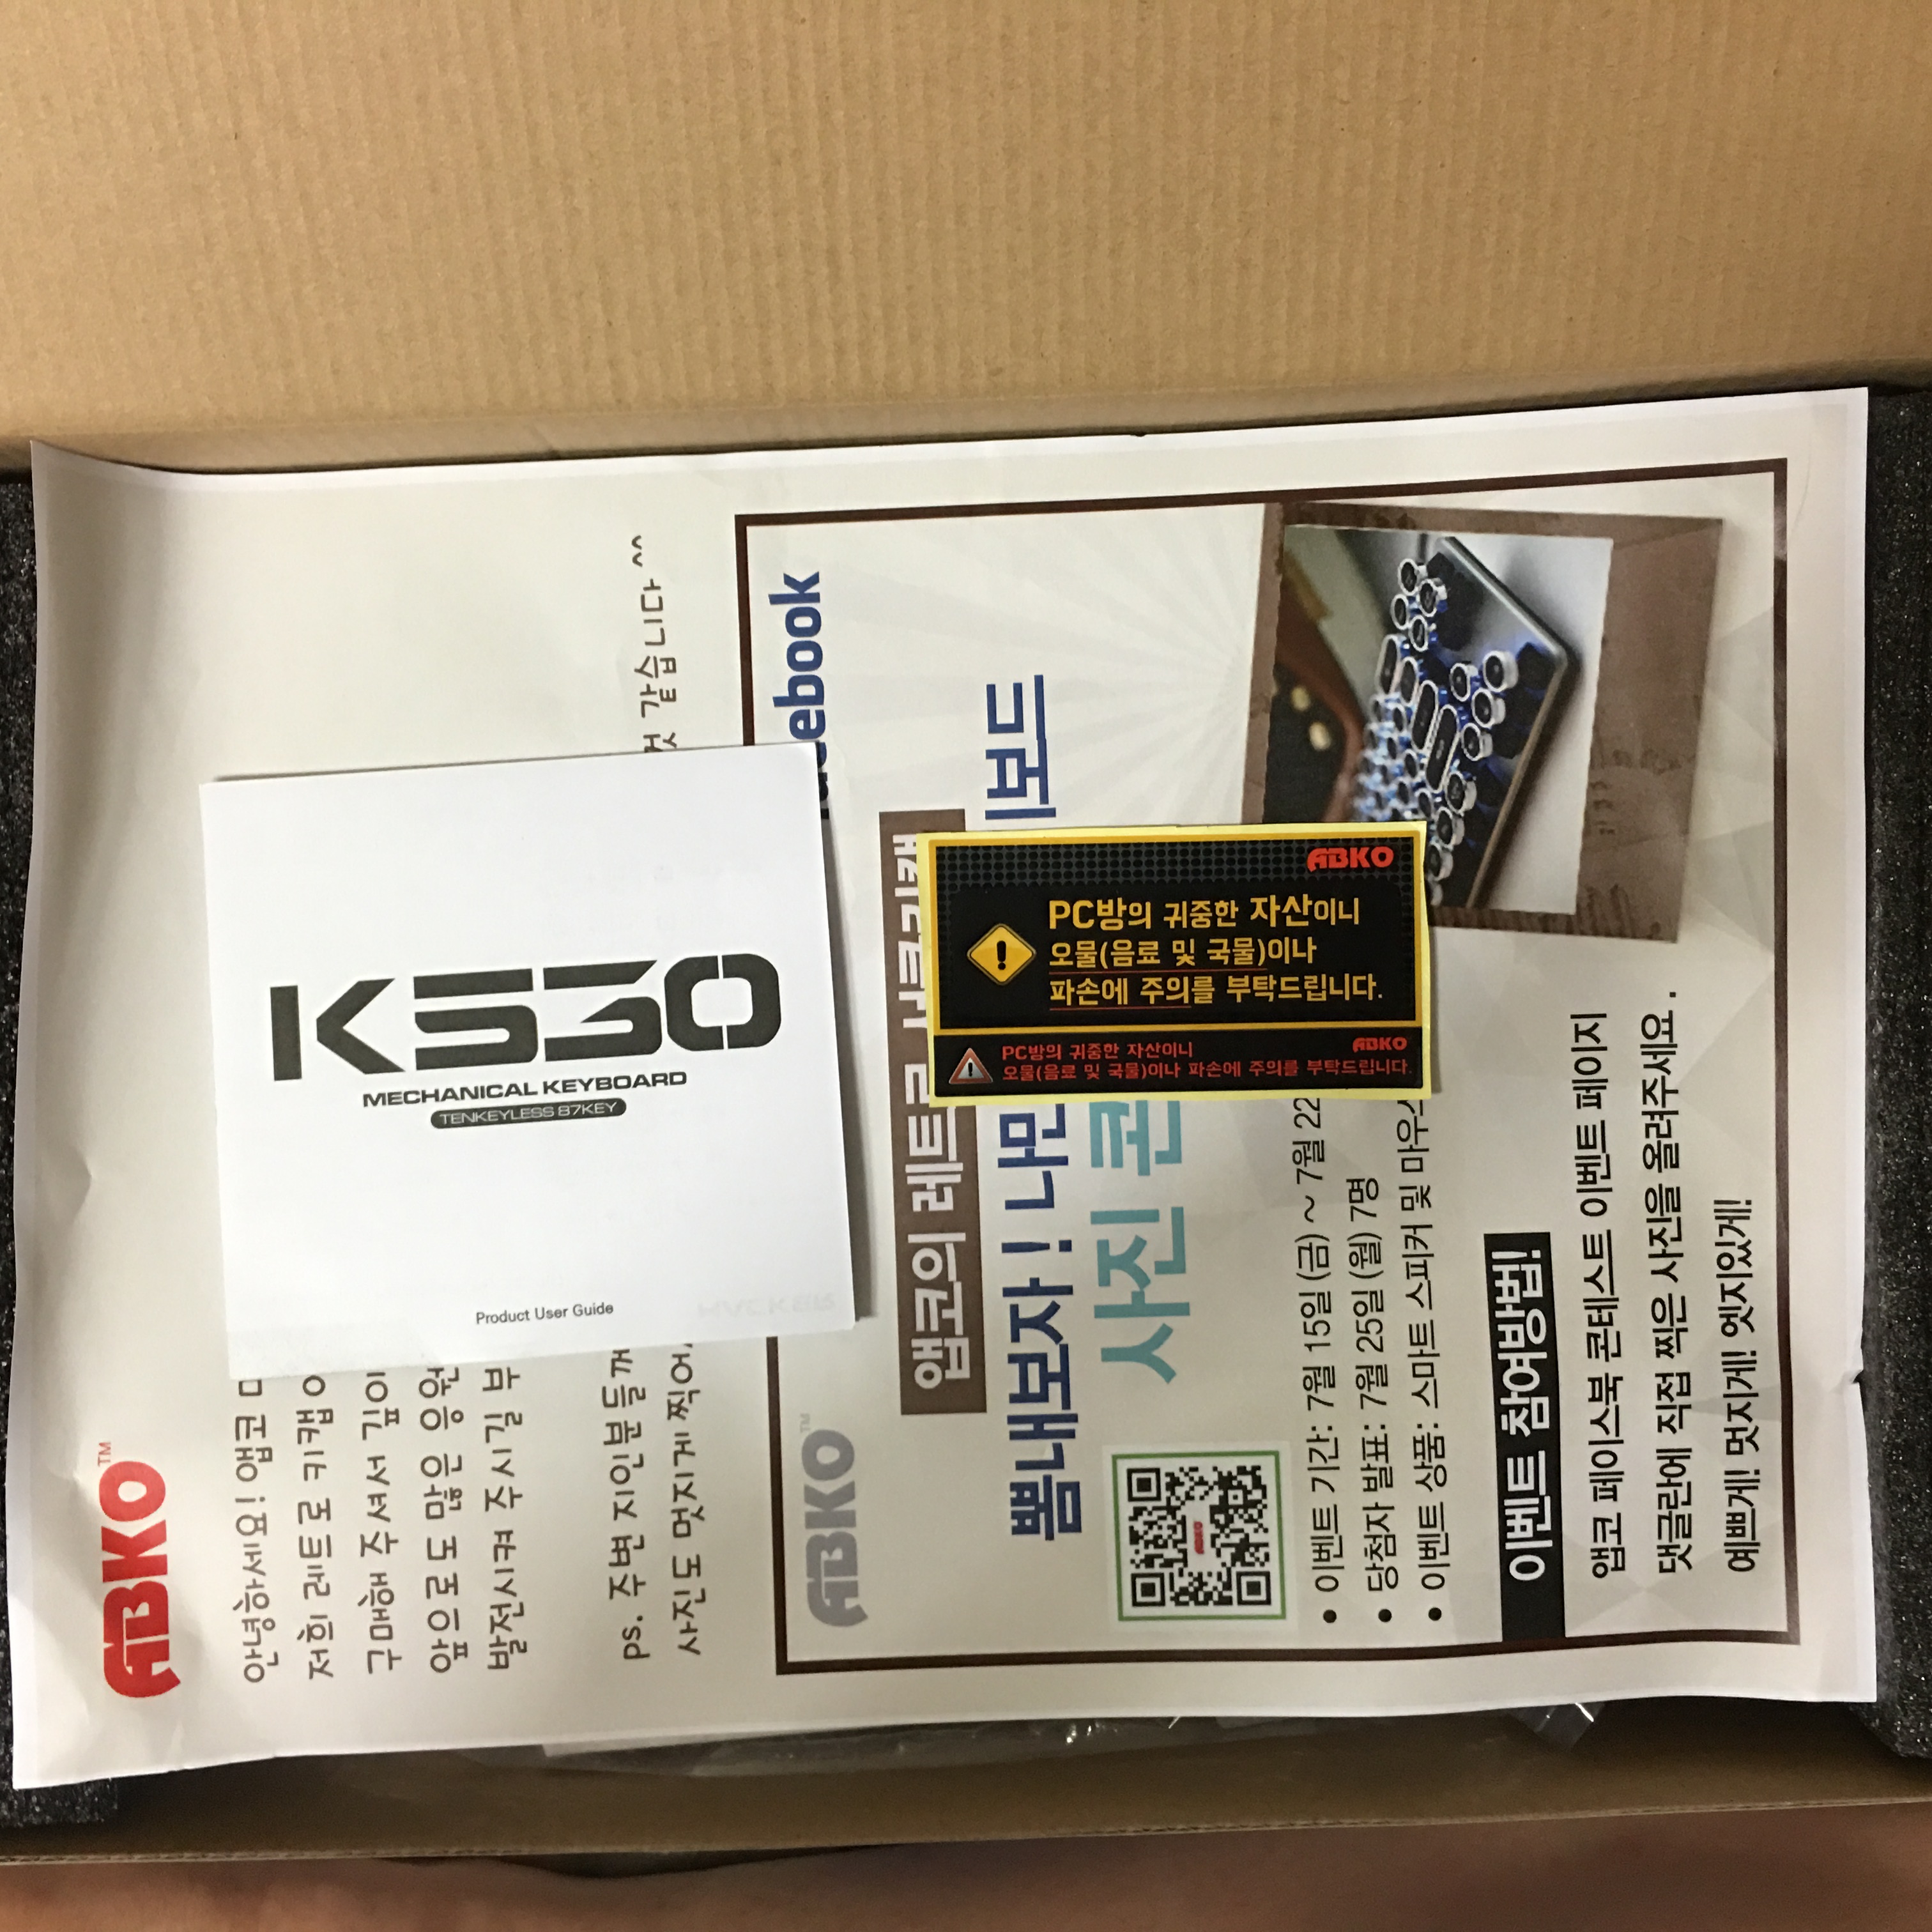 ABKO™
안녕하세요! 앱코
저희 레트로 키캡
구매해 주셔서 깊이
앞으로도 많은 응원
발전시켜 주시길 부
ps. 주변 지인분들께
것 같습니다 ^^
사진도 멋지게 찍어
K530
MECHANICAL KEYBOARD
TENKEYLESS 87KEY
Product User Guide
HACKER
ABKO™
facebook
앱코의 레트로
뽐내보자! 나만
보드
사진 콘
ABKO
• 이벤트 기간: 7월 15일 (금) ~ 7월 22
• 당첨자 발표: 7월 25일 (월) 7명
• 이벤트 상품: 스마트 스피커 및 마우스
이벤트 참여방법!
앱코 페이스북 콘테스트 이벤트 페이지
댓글란에 직접 찍은 사진을 올려주세요.
예쁘게! 멋지게! 엣지있게!
ABKO
PC방의 귀중한 자산이니
오물(음료 및 국물)이나
파손에 주의를 부탁드립니다.
PC방의 귀중한 자산이니
ABKO
오물(음료 및 국물)이나 파손에 주의를 부탁드립니다.